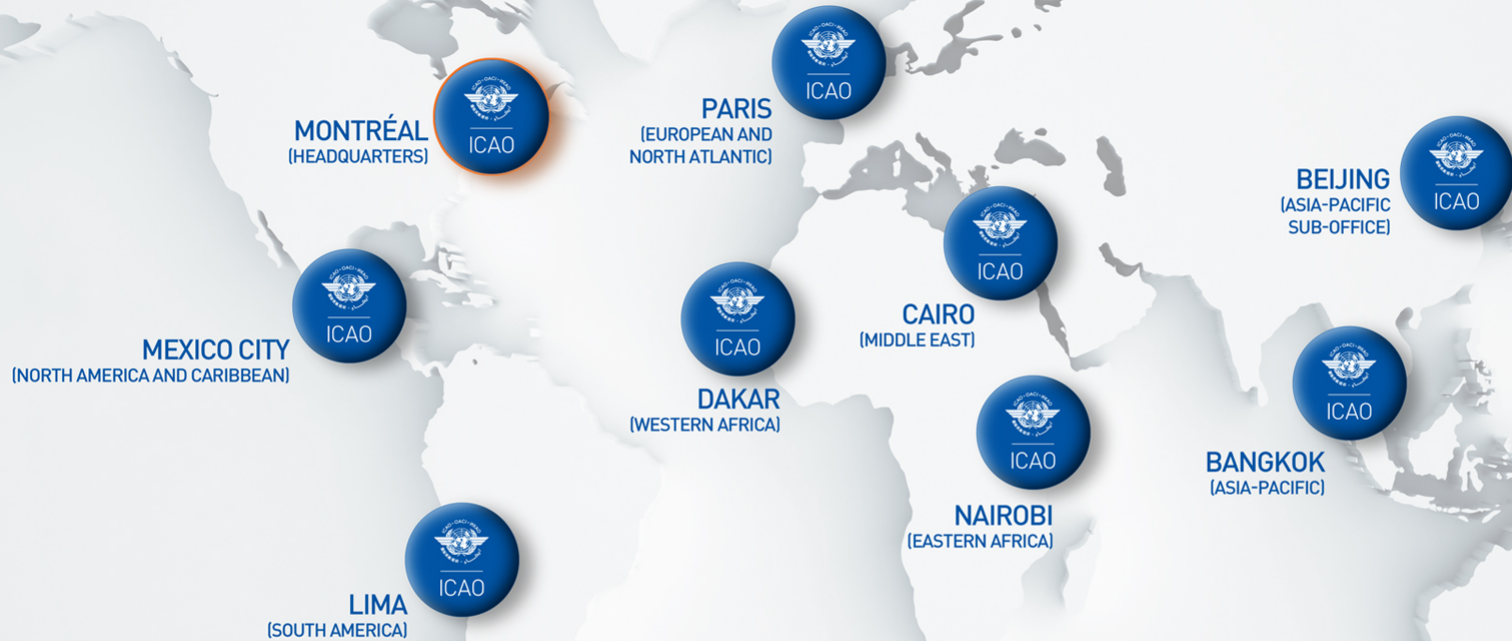 MONTRÉAL
(HEADQUARTERS)
ICAO
PARIS
(EUROPEAN AND
NORTH ATLANTIC)
ICAO
BEIJING
(ASIA-PACIFIC
SUB-OFFICE)
ICAO
MEXICO CITY
(NORTH AMERICA AND CARIBBEAN)
ICAO
DAKAR
(WESTERN AFRICA)
ICAO
CAIRO
(MIDDLE EAST)
ICAO
BANGKOK
(ASIA-PACIFIC)
ICAO
NAIROBI
(EASTERN AFRICA)
ICAO
LIMA
(SOUTH AMERICA)
ICAO